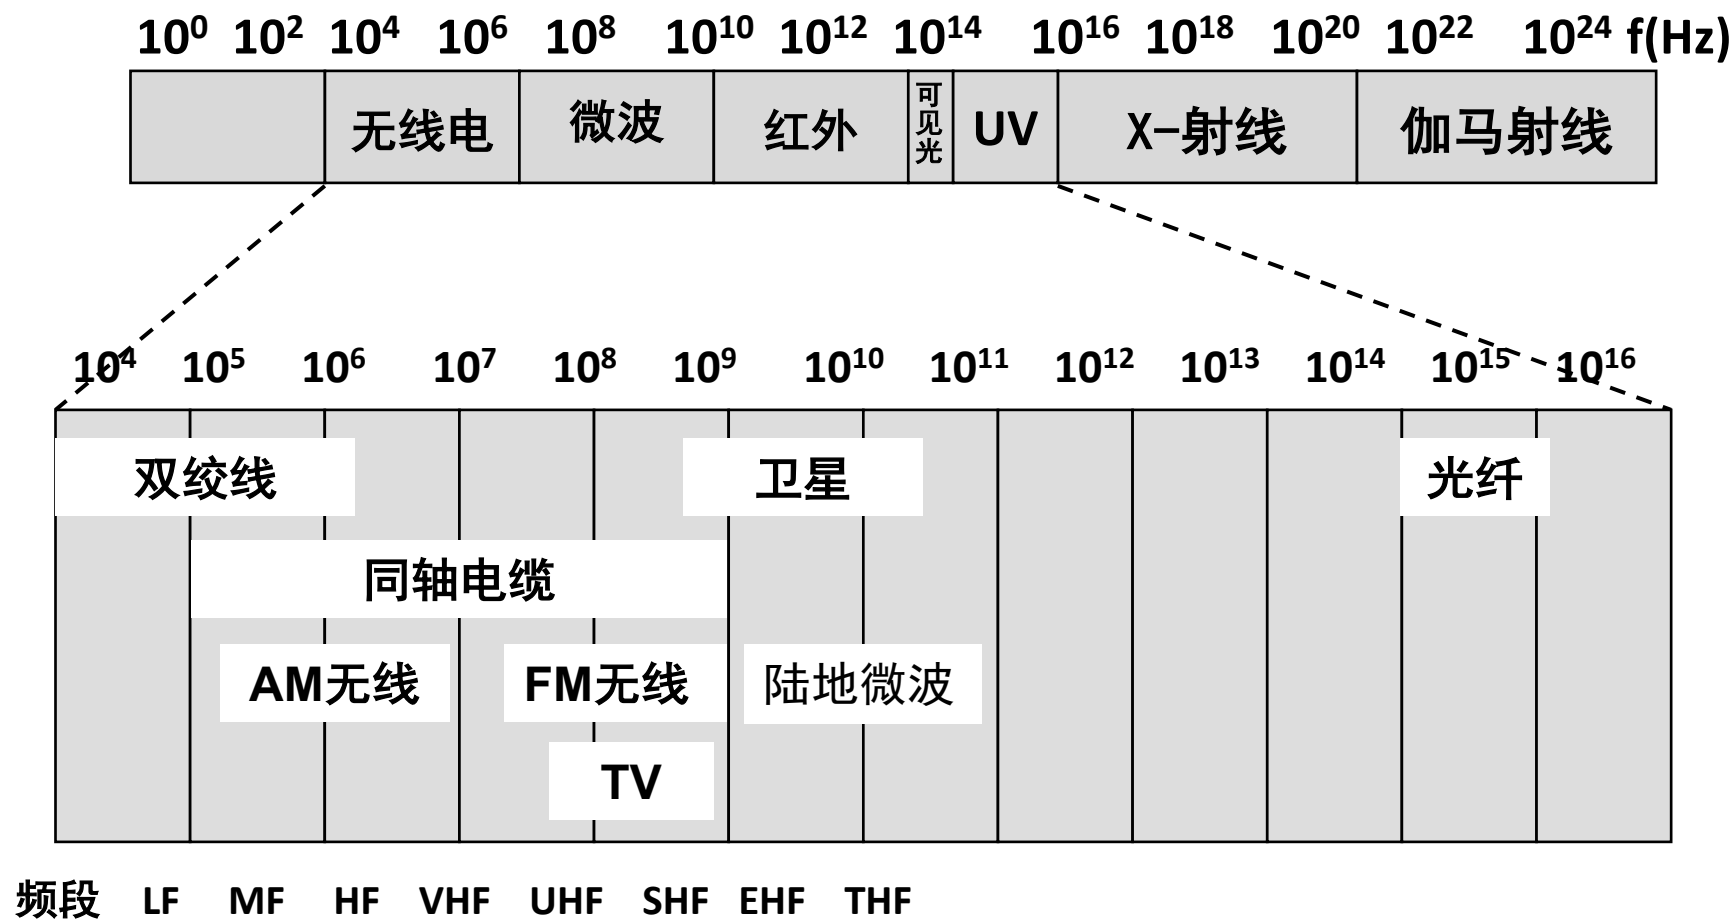 10⁰ 10² 10⁴ 10⁶ 10⁸ 10¹⁰ 10¹² 10¹⁴ 10¹⁶ 10¹⁸ 10²⁰ 10²² 10²⁴ f(Hz)
无线电 微波 红外 可见光 UV X-射线 伽马射线
10⁴ 10⁵ 10⁶ 10⁷ 10⁸ 10⁹ 10¹⁰ 10¹¹ 10¹² 10¹³ 10¹⁴ 10¹⁵ 10¹⁶
双绞线 卫星 光纤
同轴电缆
AM无线 FM无线 陆地微波
TV
频段 LF MF HF VHF UHF SHF EHF THF